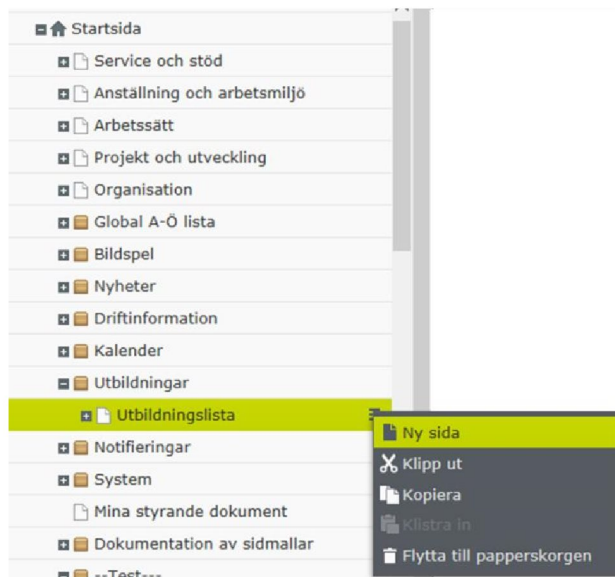 Startsida
Service och stöd
Anställning och arbetsmiljö
Arbetssätt
Projekt och utveckling
Organisation
Global A-Ö lista
Bildspel
Nyheter
Driftinformation
Kalender
Utbildningar
Utbildningslista
Ny sida
Notifieringar
Klipp ut
System
Kopiera
Mina styrande dokument
Klistra in
Dokumentation av sidmallar
Flytta till papperskorgen
--Test---